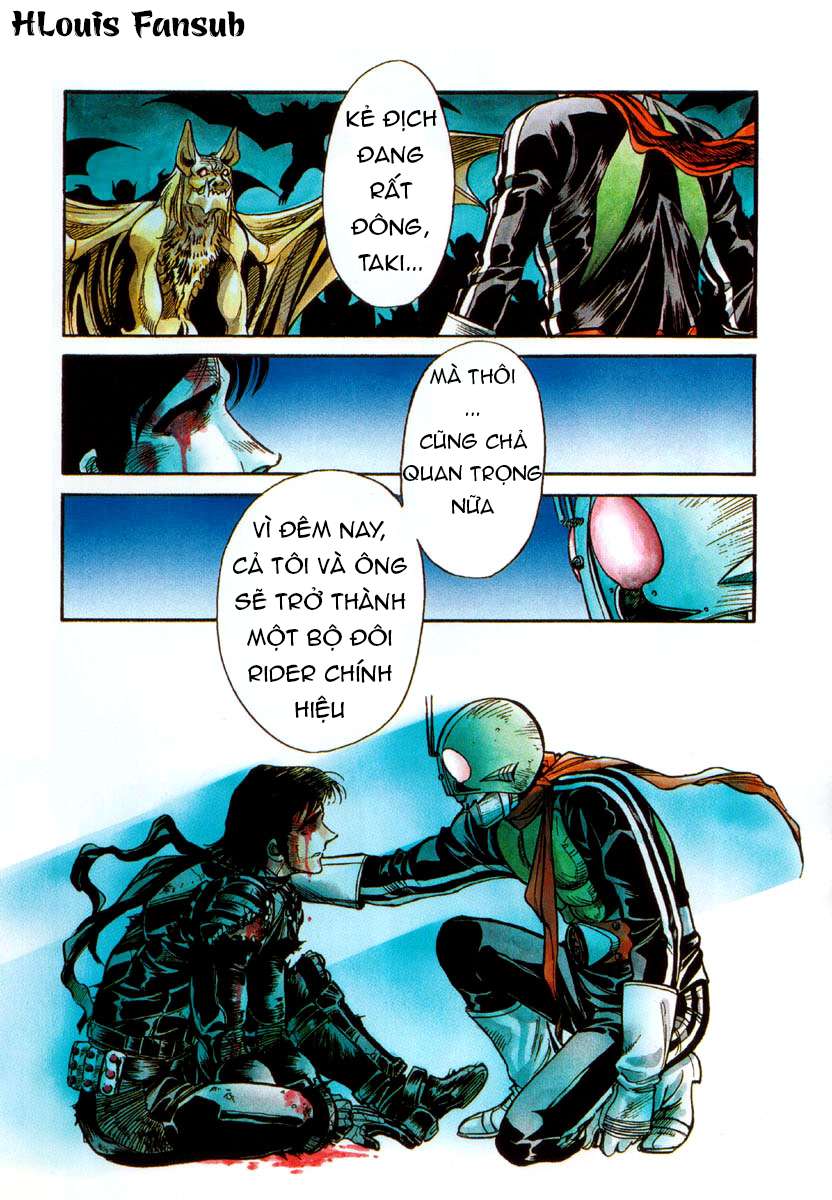 HLouis Fansub
KẺ ĐỊCH
ĐANG
RẤT
ĐÔNG,
TAKI...
MÀ THÔI
...
CŨNG CHẢ
QUAN TRỌNG
NỮA
VÌ ĐÊM NAY,
CẢ TÔI VÀ ÔNG
SẼ TRỞ THÀNH
MỘT BỘ ĐÔI
RIDER CHÍNH
HIỆU